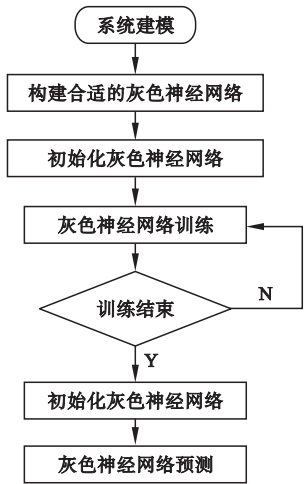 系统建模
构建合适的灰色神经网络
初始化灰色神经网络
灰色神经网络训练
训练结束
N
Y
初始化灰色神经网络
灰色神经网络预测